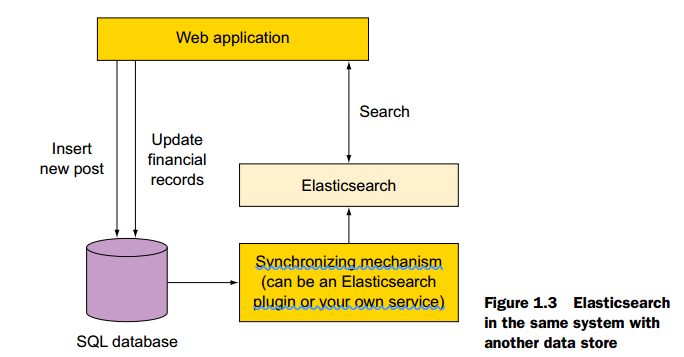 Web application
Search
Insert
new post
Update
financial
records
Elasticsearch
Synchronizing mechanism
(can be an Elasticsearch
plugin or your own service)
SQL database
Figure 1.3 Elasticsearch
in the same system with
another data store